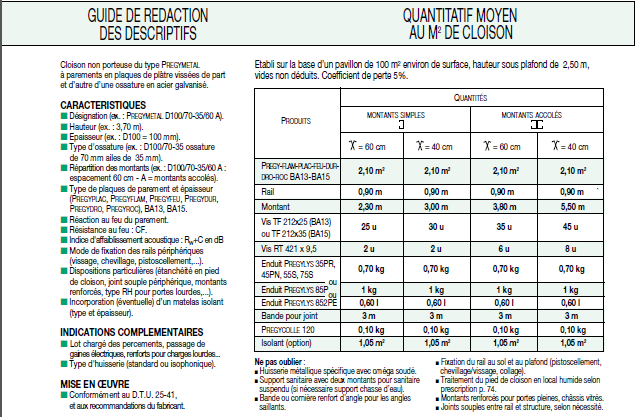 GUIDE DE REDACTION
DES DESCRIPTIFS
QUANTITATIF MOYEN
AU M² DE CLOISON
Cloison non porteuse du type PREGYMETAL
à parements en plaques de plâtre vissées de part
et d'autre d'une ossature en acier galvanisé.
CARACTERISTIQUES
■ Désignation (ex. : PREGYMETAL D100/70-35/60 A).
■ Hauteur (ex. : 3,70 m).
■ Epaisseur (ex. : D100 = 100 mm).
■ Type d'ossature (ex. : D100/70-35 ossature
de 70 mm ailes de 35 mm).
■ Répartition des montants (ex. : D100/70-35/60 A :
espacement 60 cm - A = montants accolés).
■ Type de plaques de parement et épaisseur
(PREGYPLAC, PREGYFLAM, PREGYFEU, PREGYDUR,
PREGYDRO, PREGYROC), BA13, BA15.
■ Réaction au feu du parement.
■ Résistance au feu : CF.
■ Indice d'affaiblissement acoustique : Rw+C en dB
■ Mode de fixation des rails périphériques
(vissage, chevillage, pistoscellement,...).
■ Dispositions particulières (étanchéité en pied
de cloison, joint souple périphérique, montants
renforcés, type RH pour portes lourdes,...).
■ Incorporation (éventuelle) d'un matelas isolant
(type et épaisseur).
INDICATIONS COMPLEMENTAIRES
■ Lot chargé des percements, passage de
gaines électriques, renforts pour charges lourdes...
■ Type d'huisserie (standard ou isophonique).
MISE EN ŒUVRE
■ Conformément au D.T.U. 25-41,
et aux recommandations du fabricant.
Etabli sur la base d'un pavillon de 100 m² environ de surface, hauteur sous plafond de 2,50 m,
vides non déduits. Coefficient de perte 5%.
PRODUITS
QUANTITÉS
MONTANTS SIMPLES MONTANTS ACCOLÉS
= 60 cm = 40 cm = 60 cm = 40 cm
PREGY-FLAM-PLAC-FEU-DUR-
DRO-ROC BA13-BA15 2,10 m² 2,10 m² 2,10 m² 2,10 m²
Rail 0,90 m 0,90 m 0,90 m 0,90 m
Montant 2,30 m 3,00 m 3,80 m 5,50 m
Vis TF 212x25 (BA13)
ou TF 212x35 (BA15) 25 u 30 u 35 u 45 u
Vis RT 421 x 9,5 2 u 2 u 6 u 8 u
Enduit PREGYLYS 35PR,
45PN, 55S, 75S 0,70 kg 0,70 kg 0,70 kg 0,70 kg
ou
Enduit PREGYLYS 85P 1 kg 1 kg 1 kg 1 kg
ou
Enduit PREGYLYS 852PE 0,60 l 0,60 l 0,60 l 0,60 l
Bande pour joint 3 m 3 m 3 m 3 m
PREGYCOLLE 120 0,10 kg 0,10 kg 0,10 kg 0,10 kg
Isolant (option) 1,05 m² 1,05 m² 1,05 m² 1,05 m²
Ne pas oublier :
■ Huisserie métallique spécifique avec oméga soudé.
■ Support sanitaire avec deux montants pour sanitaire
suspendu (si nécessaire support chasse d'eau).
■ Bande ou cornière renfort d'angle pour les angles
saillants.
■ Fixation du rail au sol et au plafond (pistoscellement,
chevillage/vissage, collage).
■ Traitement du pied de cloison en local humide selon
prescription p. 74.
■ Montants renforcés pour portes pleines, châssis vitrés.
■ Joints souples entre rail et structure, selon nécessité.